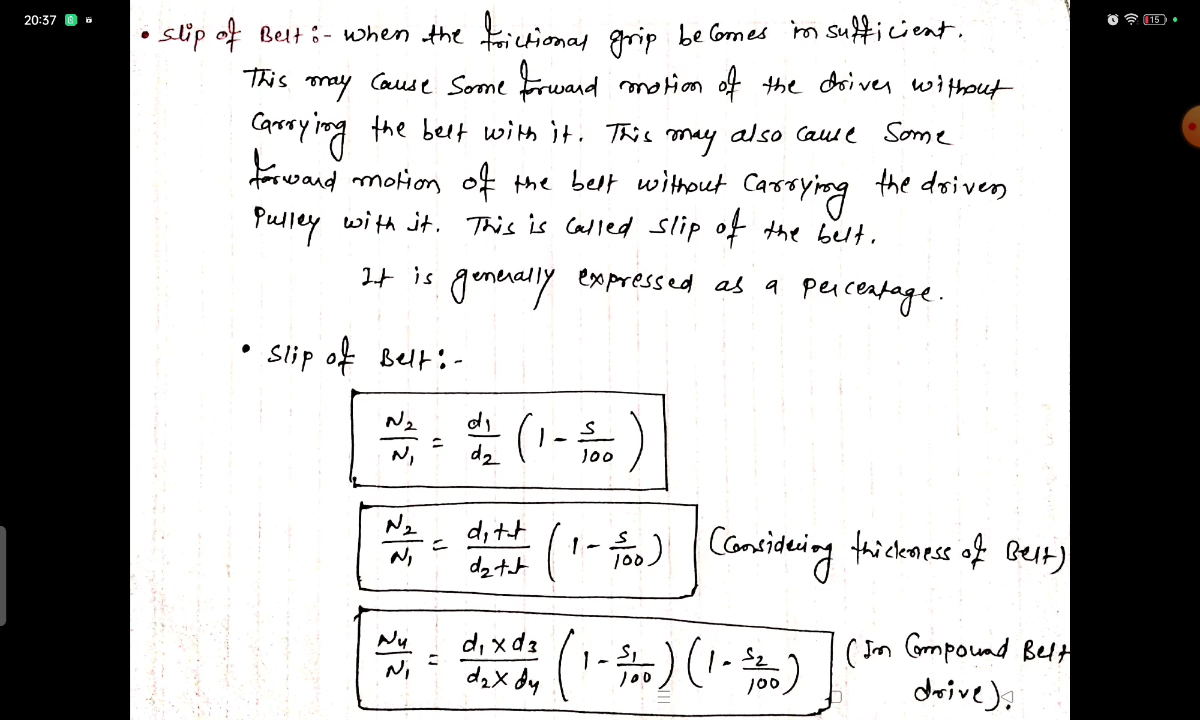 20:37
15
• Slip of Belt :- when the frictional grip becomes insufficient.
This may cause some forward motion of the driver without
carrying the belt with it. This may also cause some
forward motion of the belt without carrying the driven
Pulley with it. This is called slip of the belt.
It is generally expressed as a percentage.
• Slip of Belt :-
N2/N1 = d1/d2 (1 - S/100)
N2/N1 = d1+t/d2+t (1 - S/100) (Considering thickness of Belt)
N4/N1 = d1 x d3/d2 x d4 (1 - S1/100) (1 - S2/100) (In Compound Belt
drive).